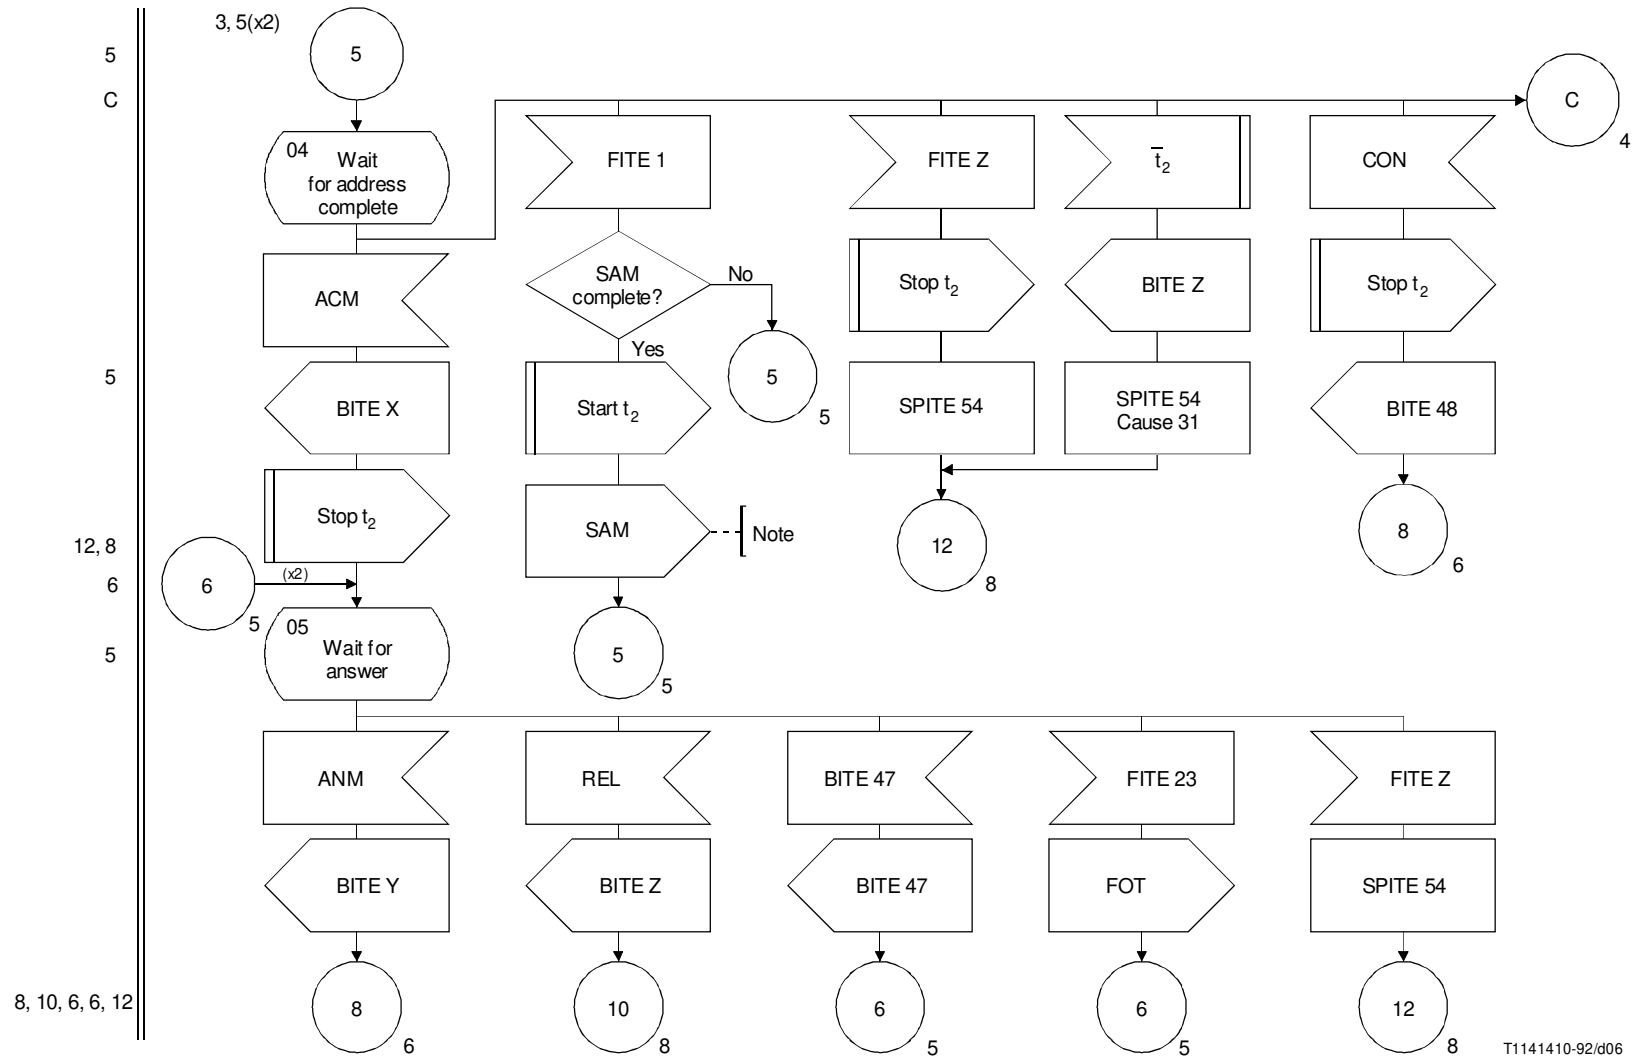 3, 5(x2)
5
5
C
C
4
04
Wait
for address
complete
FITE 1
FITE Z
t̅2
CON
ACM
SAM
complete?
No
Yes
Stop t2
BITE Z
Stop t2
5
BITE X
Start t2
5
5
SPITE 54
SPITE 54
Cause 31
BITE 48
Stop t2
SAM
Note
12
8
8
6
12, 8
6
6
5
(x2)
05
Wait for
answer
5
5
5
ANM
REL
BITE 47
FITE 23
FITE Z
BITE Y
BITE Z
BITE 47
FOT
SPITE 54
8, 10, 6, 6, 12
8
6
10
8
6
5
6
5
12
8
T1141410-92/d06